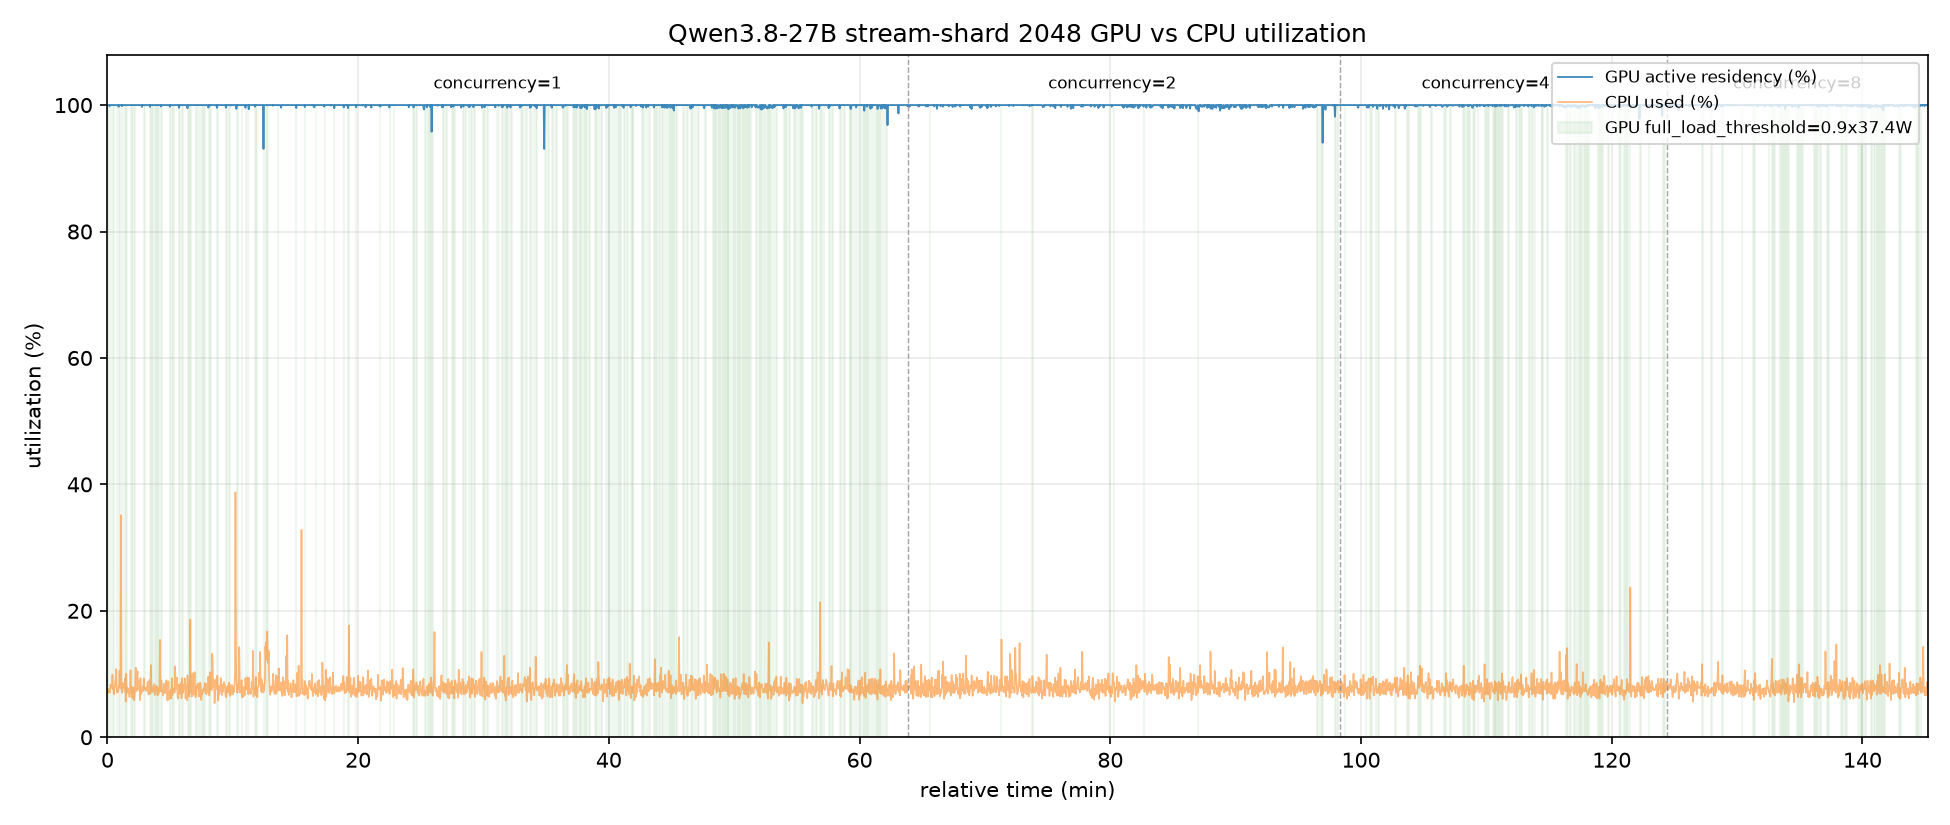 Qwen3.8-27B stream-shard 2048 GPU vs CPU utilization
concurrency=1
concurrency=2
concurrency=4
concurrency=8
GPU active residency (%)
CPU used (%)
GPU full_load_threshold=0.9x37.4W
utilization (%)
100
80
60
40
20
0
0 20 40 60 80 100 120 140
relative time (min)